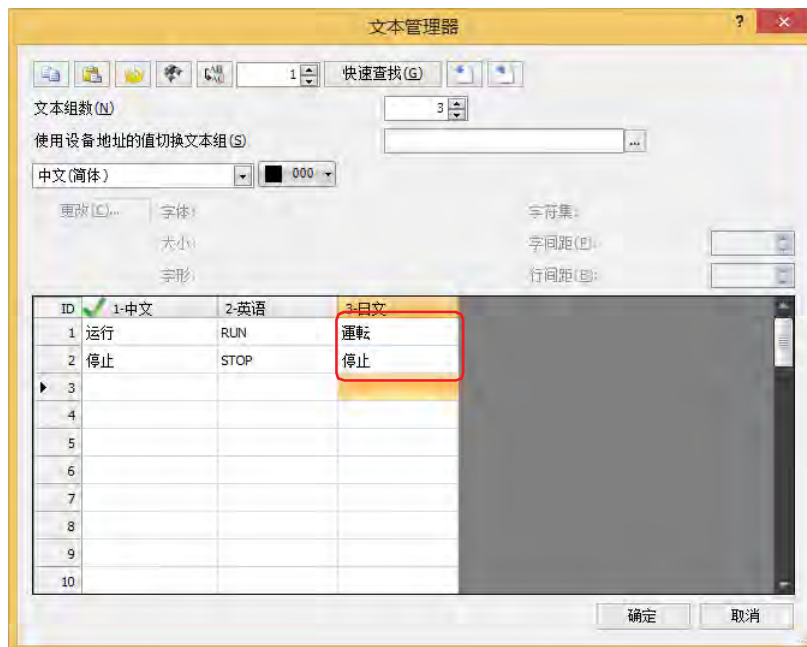 文本管理器
?
1 快速查找(G)
文本组数(N) 3
使用设备地址的值切换文本组(S) ...
中文(简体) 000
更改(C)... 字体: 字符集:
大小: 字间距(P):
字形: 行间距(B):
ID 1-中文 2-英语 3-日文
1 运行 RUN 運転
2 停止 STOP 停止
3
4
5
6
7
8
9
10
确定 取消